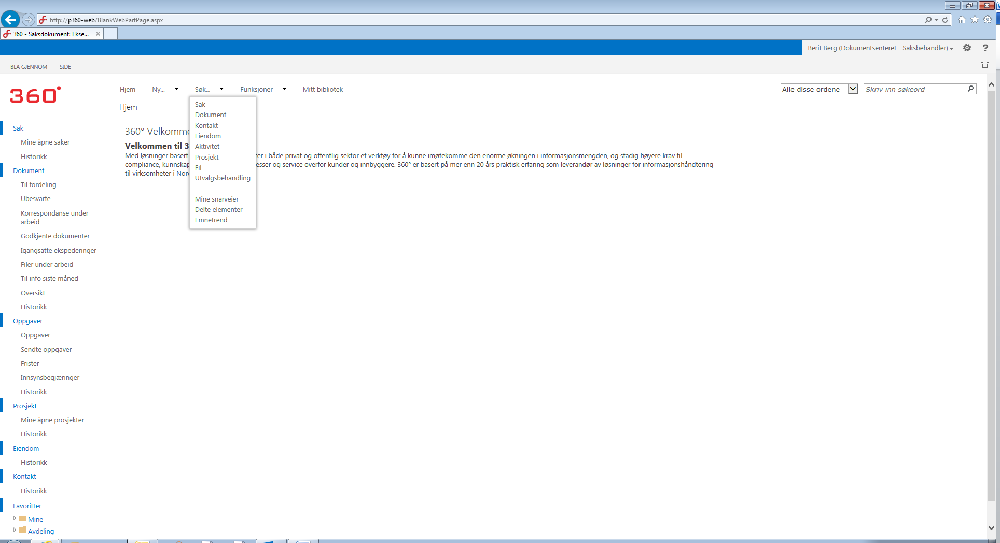 http://p360-web/BlankWebPartPage.aspx
360 - Saksdokument: Ekse...
Berit Berg (Dokumentsenteret - Saksbehandler)
?
BLA GJENNOM SIDE
360°
Hjem Ny... Søk... Funksjoner Mitt bibliotek
Alle disse ordene Skriv inn søkeord
Hjem
Sak
Dokument
Kontakt
Eiendom
Aktivitet
Prosjekt
Fil
Utvalgsbehandling
-----------------
Mine snarveier
Delte elementer
Emnetrend
360° Velkomme
Velkommen til 3
Med løsninger basert er i både privat og offentlig sektor et verktøy for å kunne imøtekomme den enorme økningen i informasjonsmengden, og stadig høyere krav til
compliance, kunnskap esser og service overfor kunder og innbyggere. 360° er basert på mer enn 20 års praktisk erfaring som leverandør av løsninger for informasjonshåndtering
til virksomheter i Nord
Sak
Mine åpne saker
Historikk
Dokument
Til fordeling
Ubesvarte
Korrespondanse under
arbeid
Godkjente dokumenter
Igangsatte ekspederinger
Filer under arbeid
Til info siste måned
Oversikt
Historikk
Oppgaver
Oppgaver
Sendte oppgaver
Frister
Innsynsbegjæringer
Historikk
Prosjekt
Mine åpne prosjekter
Historikk
Eiendom
Historikk
Kontakt
Historikk
Favoritter
Mine
Avdeling